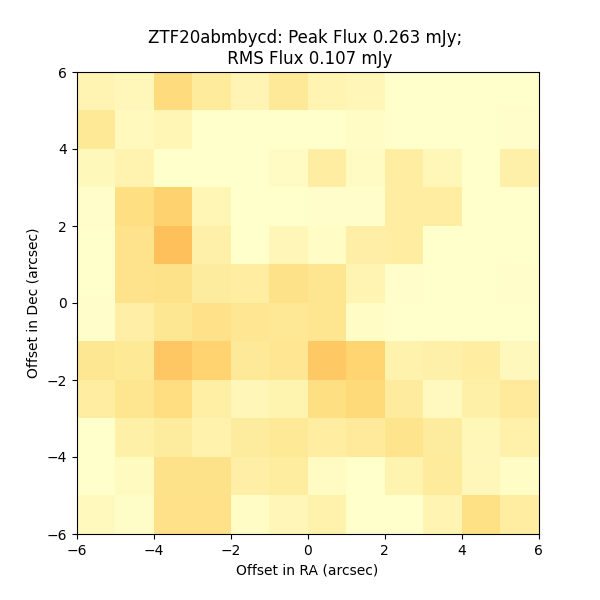 ZTF20abmbycd: Peak Flux 0.263 mJy;
RMS Flux 0.107 mJy
6
4
2
0
−2
−4
−6
Offset in Dec (arcsec)
−6 −4 −2 0 2 4 6
Offset in RA (arcsec)